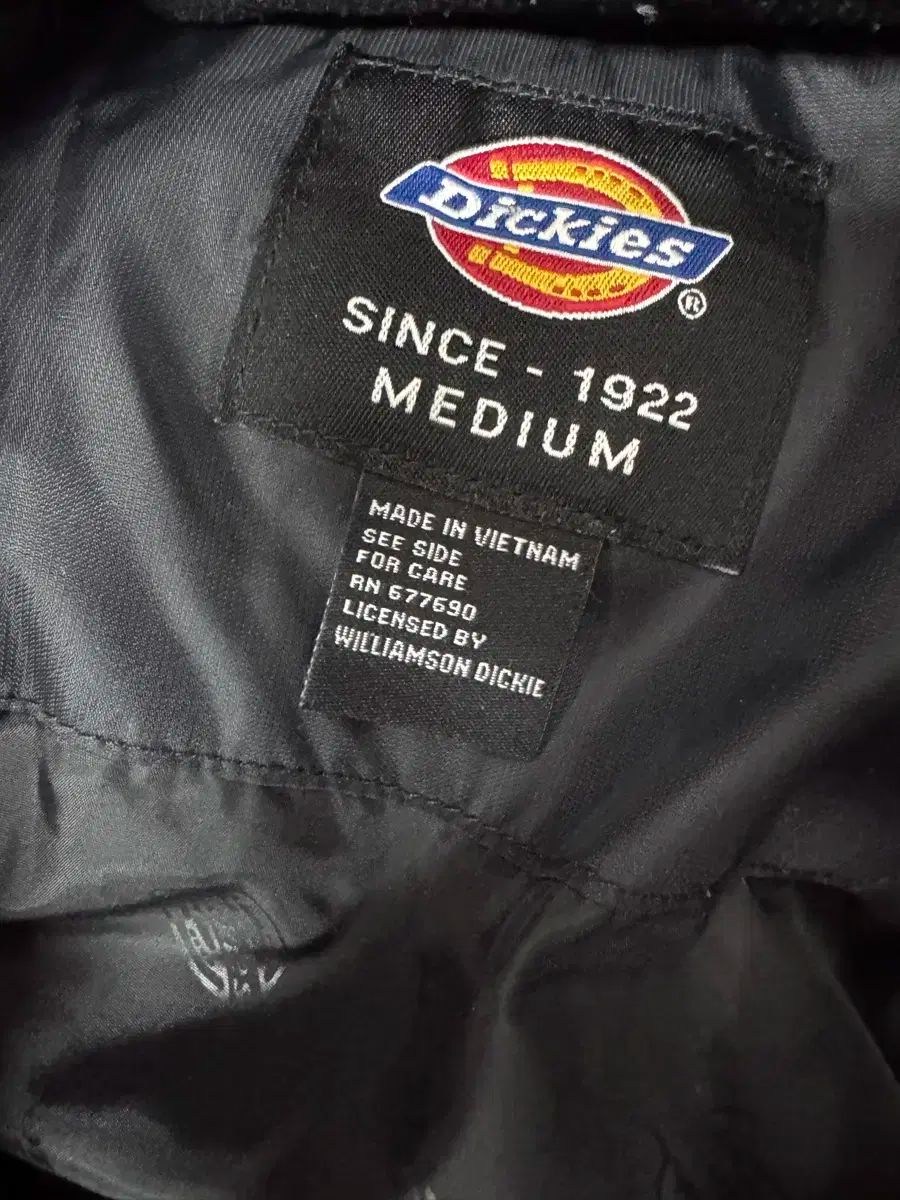 Dickies
®
SINCE - 1922
MEDIUM
MADE IN VIETNAM
SEE SIDE
FOR CARE
RN 677690
LICENSED BY
WILLIAMSON DICKIE